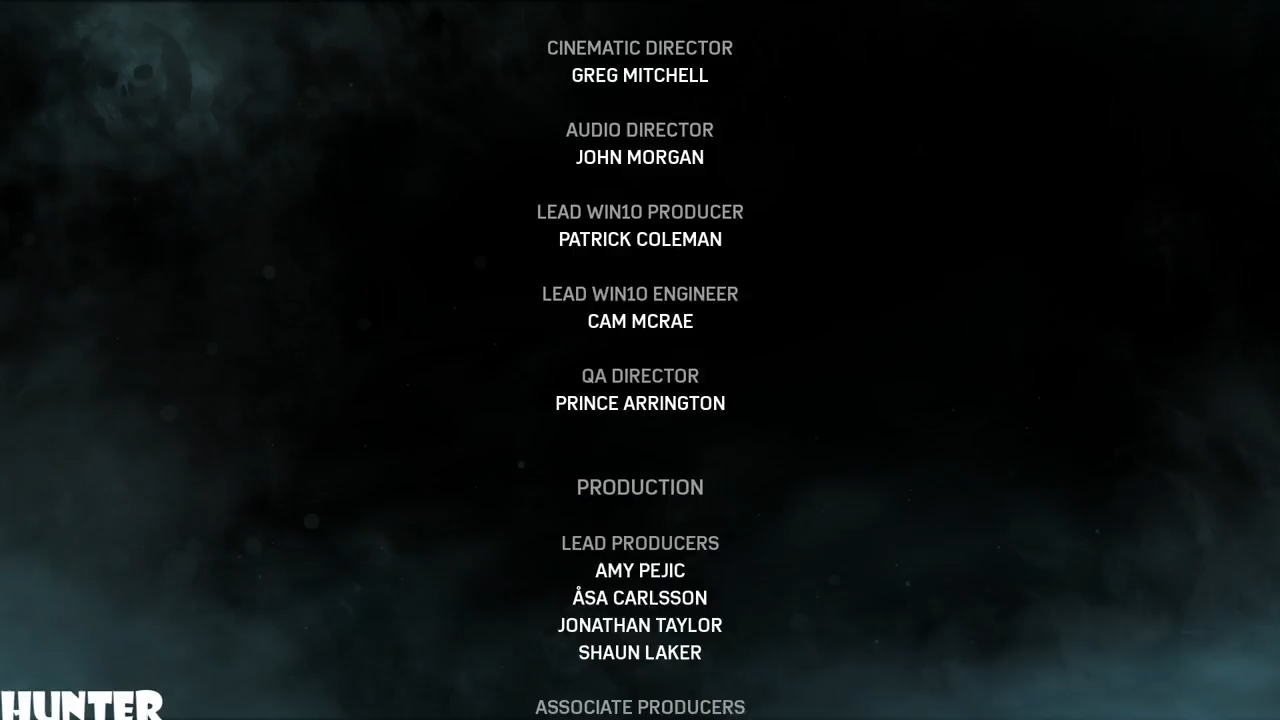 CINEMATIC DIRECTOR
GREG MITCHELL
AUDIO DIRECTOR
JOHN MORGAN
LEAD WIN10 PRODUCER
PATRICK COLEMAN
LEAD WIN10 ENGINEER
CAM MCRAE
QA DIRECTOR
PRINCE ARRINGTON
PRODUCTION
LEAD PRODUCERS
AMY PEJIC
ÅSA CARLSSON
JONATHAN TAYLOR
SHAUN LAKER
ASSOCIATE PRODUCERS
HUNTER